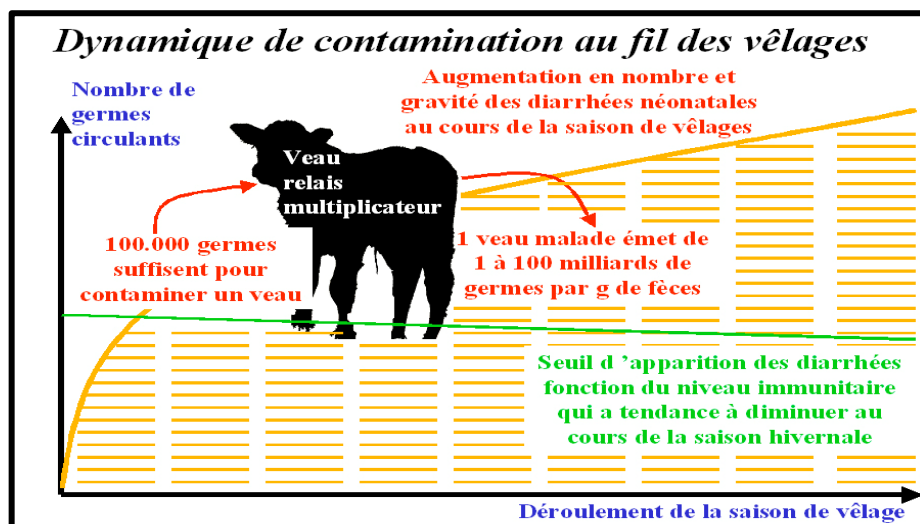 Dynamique de contamination au fil des vêlages
Nombre de
germes
circulants
Augmentation en nombre et
gravité des diarrhées néonatales
au cours de la saison de vêlages
Veau
relais
multiplicateur
100.000 germes
suffisent pour
contaminer un veau
1 veau malade émet de
1 à 100 milliards de
germes par g de fèces
Seuil d 'apparition des diarrhées
fonction du niveau immunitaire
qui a tendance à diminuer au
cours de la saison hivernale
Déroulement de la saison de vêlage